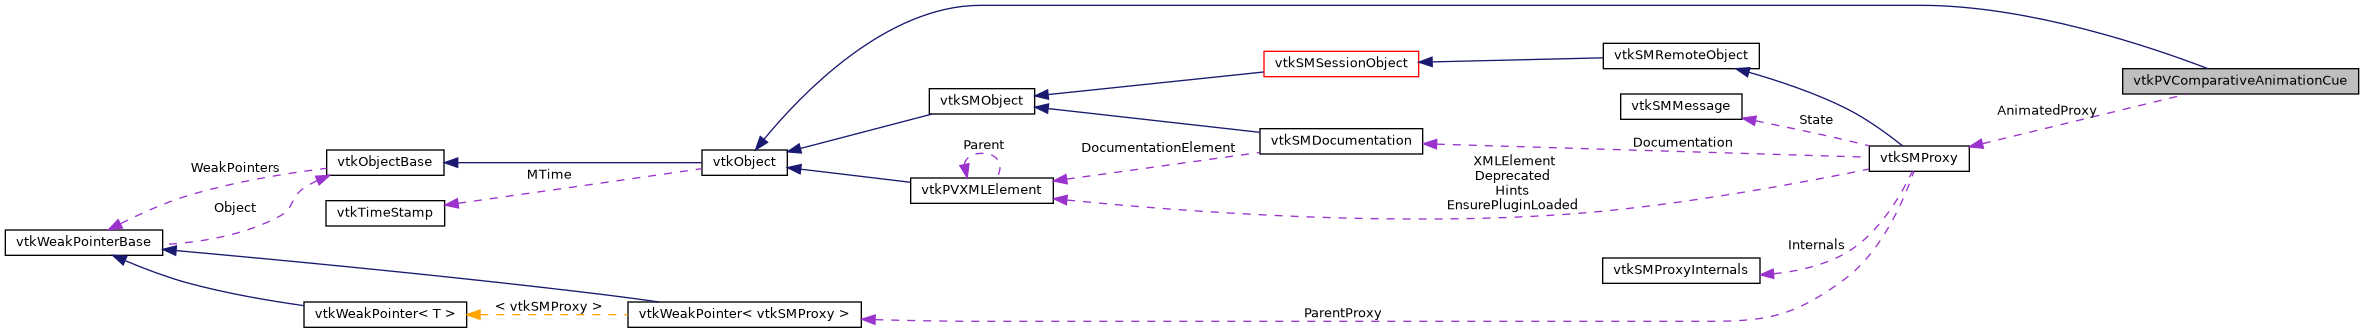 vtkSMRemoteObject
vtkSMSessionObject
vtkPVComparativeAnimationCue
vtkSMObject
vtkSMMessage
AnimatedProxy
State
vtkSMDocumentation
Documentation
Parent
DocumentationElement
vtkObjectBase
vtkObject
vtkSMProxy
WeakPointers
MTime
XMLElement
Deprecated
Hints
EnsurePluginLoaded
vtkPVXMLElement
Object
vtkTimeStamp
vtkWeakPointerBase
Internals
vtkSMProxyInternals
vtkWeakPointer< T >
< vtkSMProxy >
vtkWeakPointer< vtkSMProxy >
ParentProxy